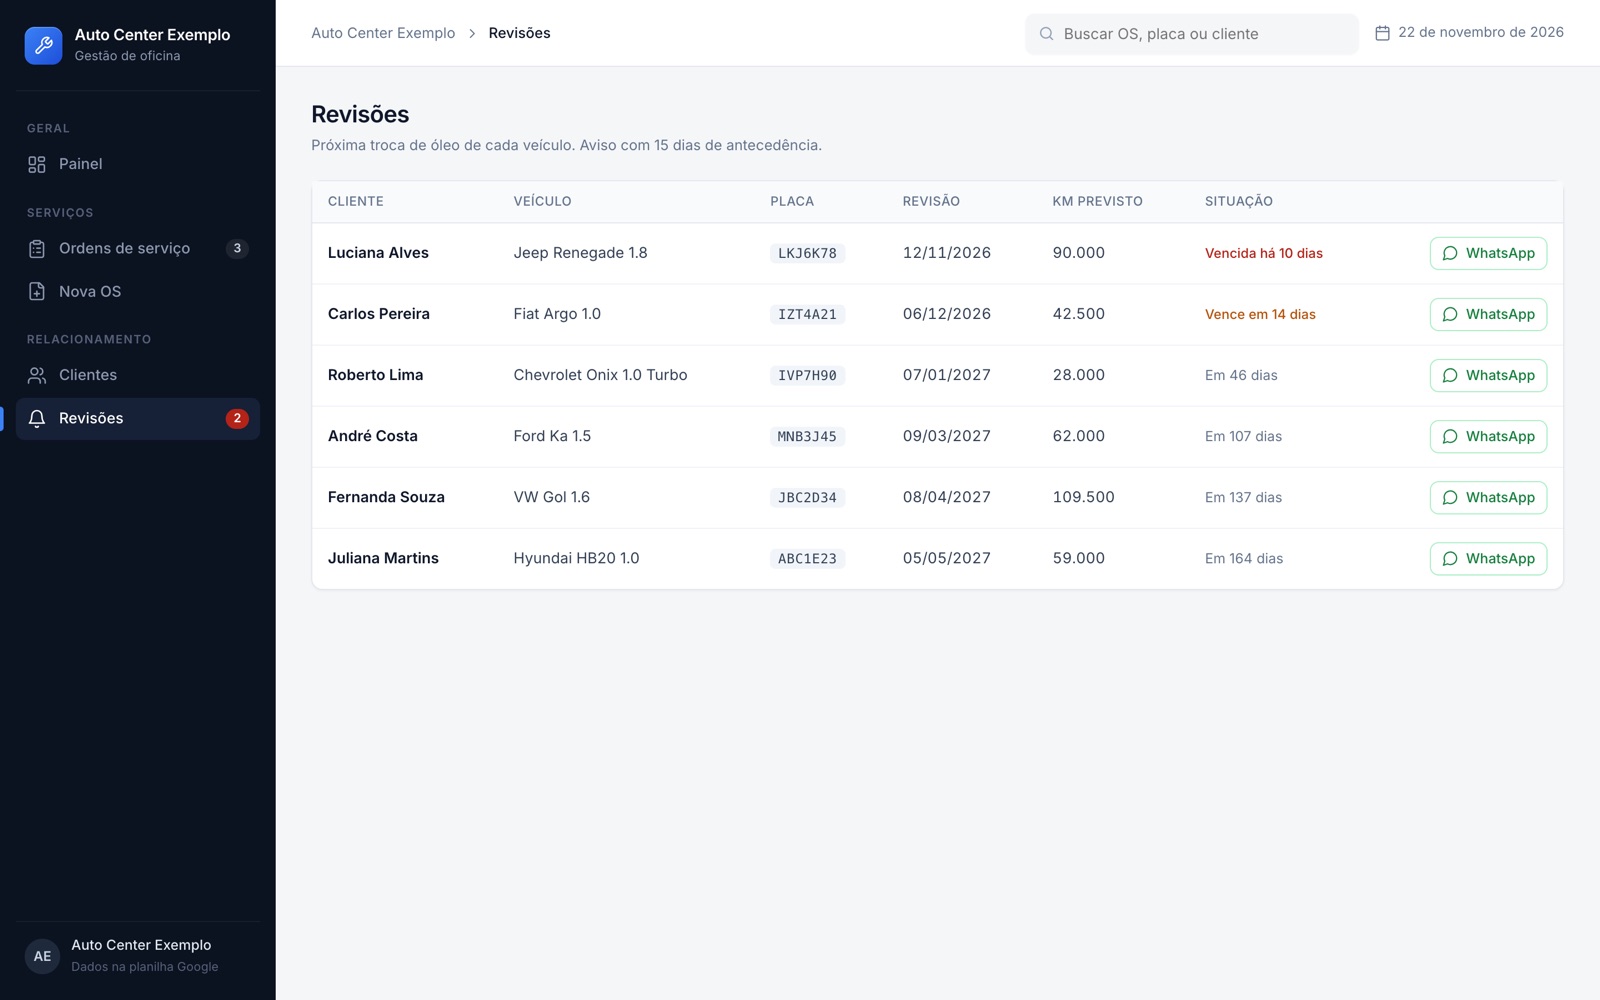 Auto Center Exemplo
Gestão de oficina
GERAL
Painel
SERVIÇOS
Ordens de serviço 3
Nova OS
RELACIONAMENTO
Clientes
Revisões 2
AE
Auto Center Exemplo
Dados na planilha Google
Auto Center Exemplo > Revisões
Buscar OS, placa ou cliente
22 de novembro de 2026
Revisões
Próxima troca de óleo de cada veículo. Aviso com 15 dias de antecedência.
CLIENTE VEÍCULO PLACA REVISÃO KM PREVISTO SITUAÇÃO
Luciana Alves Jeep Renegade 1.8 LKJ6K78 12/11/2026 90.000 Vencida há 10 dias WhatsApp
Carlos Pereira Fiat Argo 1.0 IZT4A21 06/12/2026 42.500 Vence em 14 dias WhatsApp
Roberto Lima Chevrolet Onix 1.0 Turbo IVP7H90 07/01/2027 28.000 Em 46 dias WhatsApp
André Costa Ford Ka 1.5 MNB3J45 09/03/2027 62.000 Em 107 dias WhatsApp
Fernanda Souza VW Gol 1.6 JBC2D34 08/04/2027 109.500 Em 137 dias WhatsApp
Juliana Martins Hyundai HB20 1.0 ABC1E23 05/05/2027 59.000 Em 164 dias WhatsApp